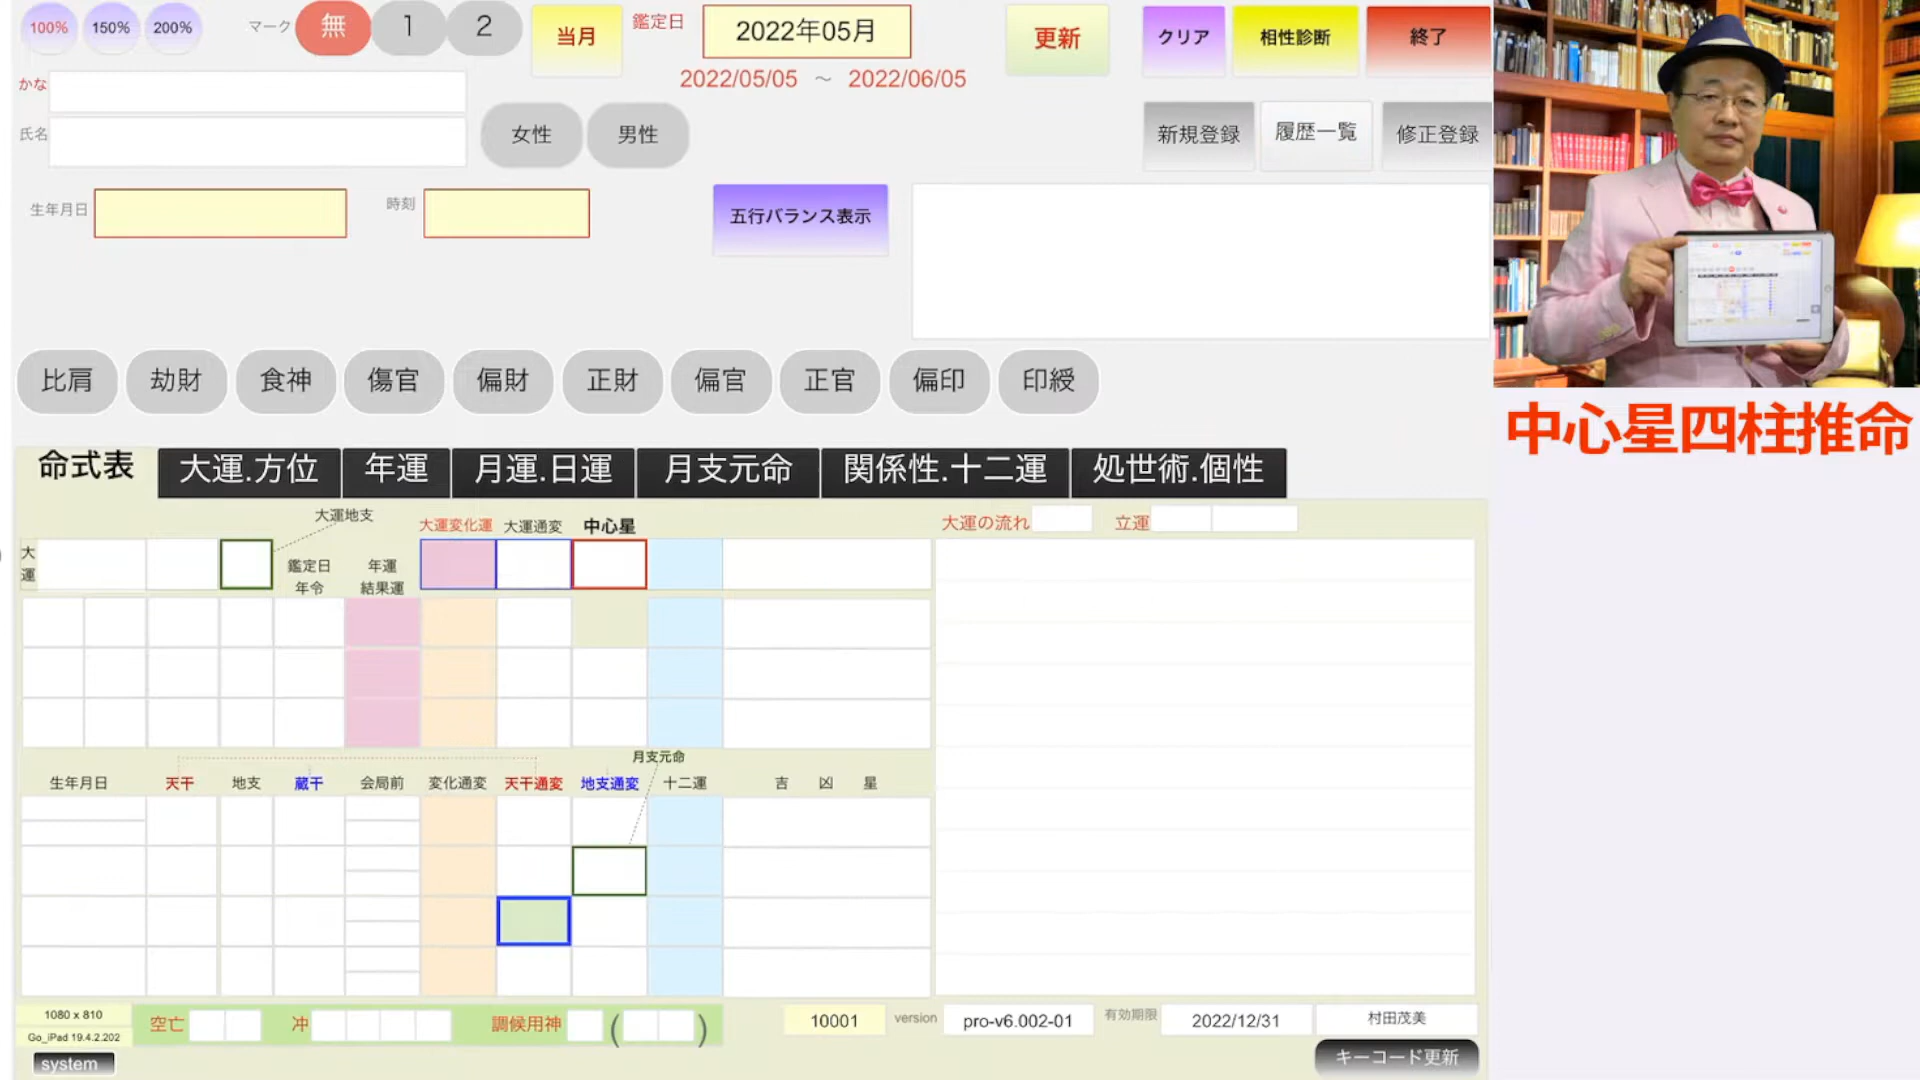 100% 150% 200% マーク 無 1 2 当月 鑑定日 2022年05月 更新 クリア 相性診断 終了
2022/05/05 ～ 2022/06/05
かな
氏名 女性 男性 新規登録 履歴一覧 修正登録
生年月日 時刻 五行バランス表示
比肩 劫財 食神 傷官 偏財 正財 偏官 正官 偏印 印綬
中心星四柱推命
命式表 大運.方位 年運 月運.日運 月支元命 関係性.十二運 処世術.個性
大運地支 大運変化運 大運通変 中心星 大運の流れ 立運
大運 鑑定日年令 年運結果運
月支元命
生年月日 天干 地支 蔵干 会局前 変化通変 天干通変 地支通変 十二運 吉 凶 星
1080 x 810 空亡 冲 調候用神 ( ) 10001 version pro-v6.002-01 有効期限 2022/12/31 村田茂美
Go_iPad 19.4.2.202
system キーコード更新